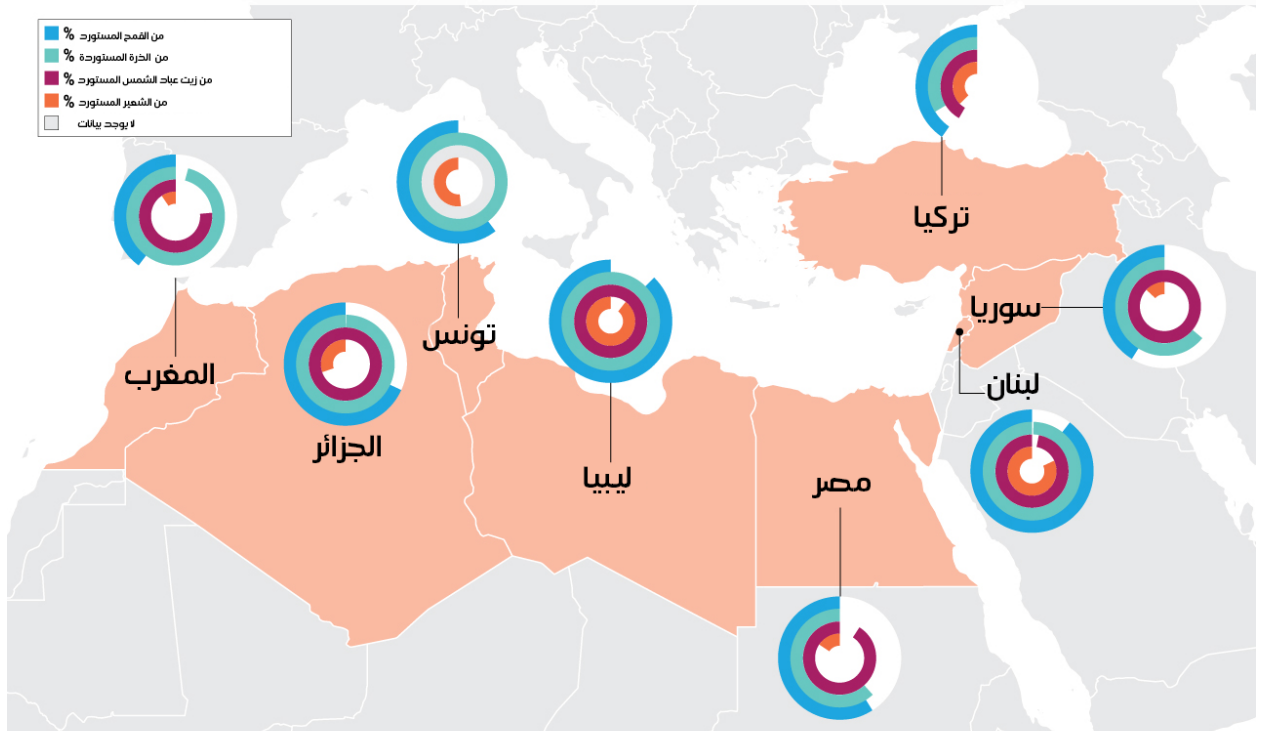 % من القمح المستورد
% من الذرة المستوردة
% من زيت عباد الشمس المستورد
% من الشعير المستورد
لا يوجد بيانات
تركيا
سوريا
تونس
المغرب
لبنان
الجزائر
ليبيا
مصر